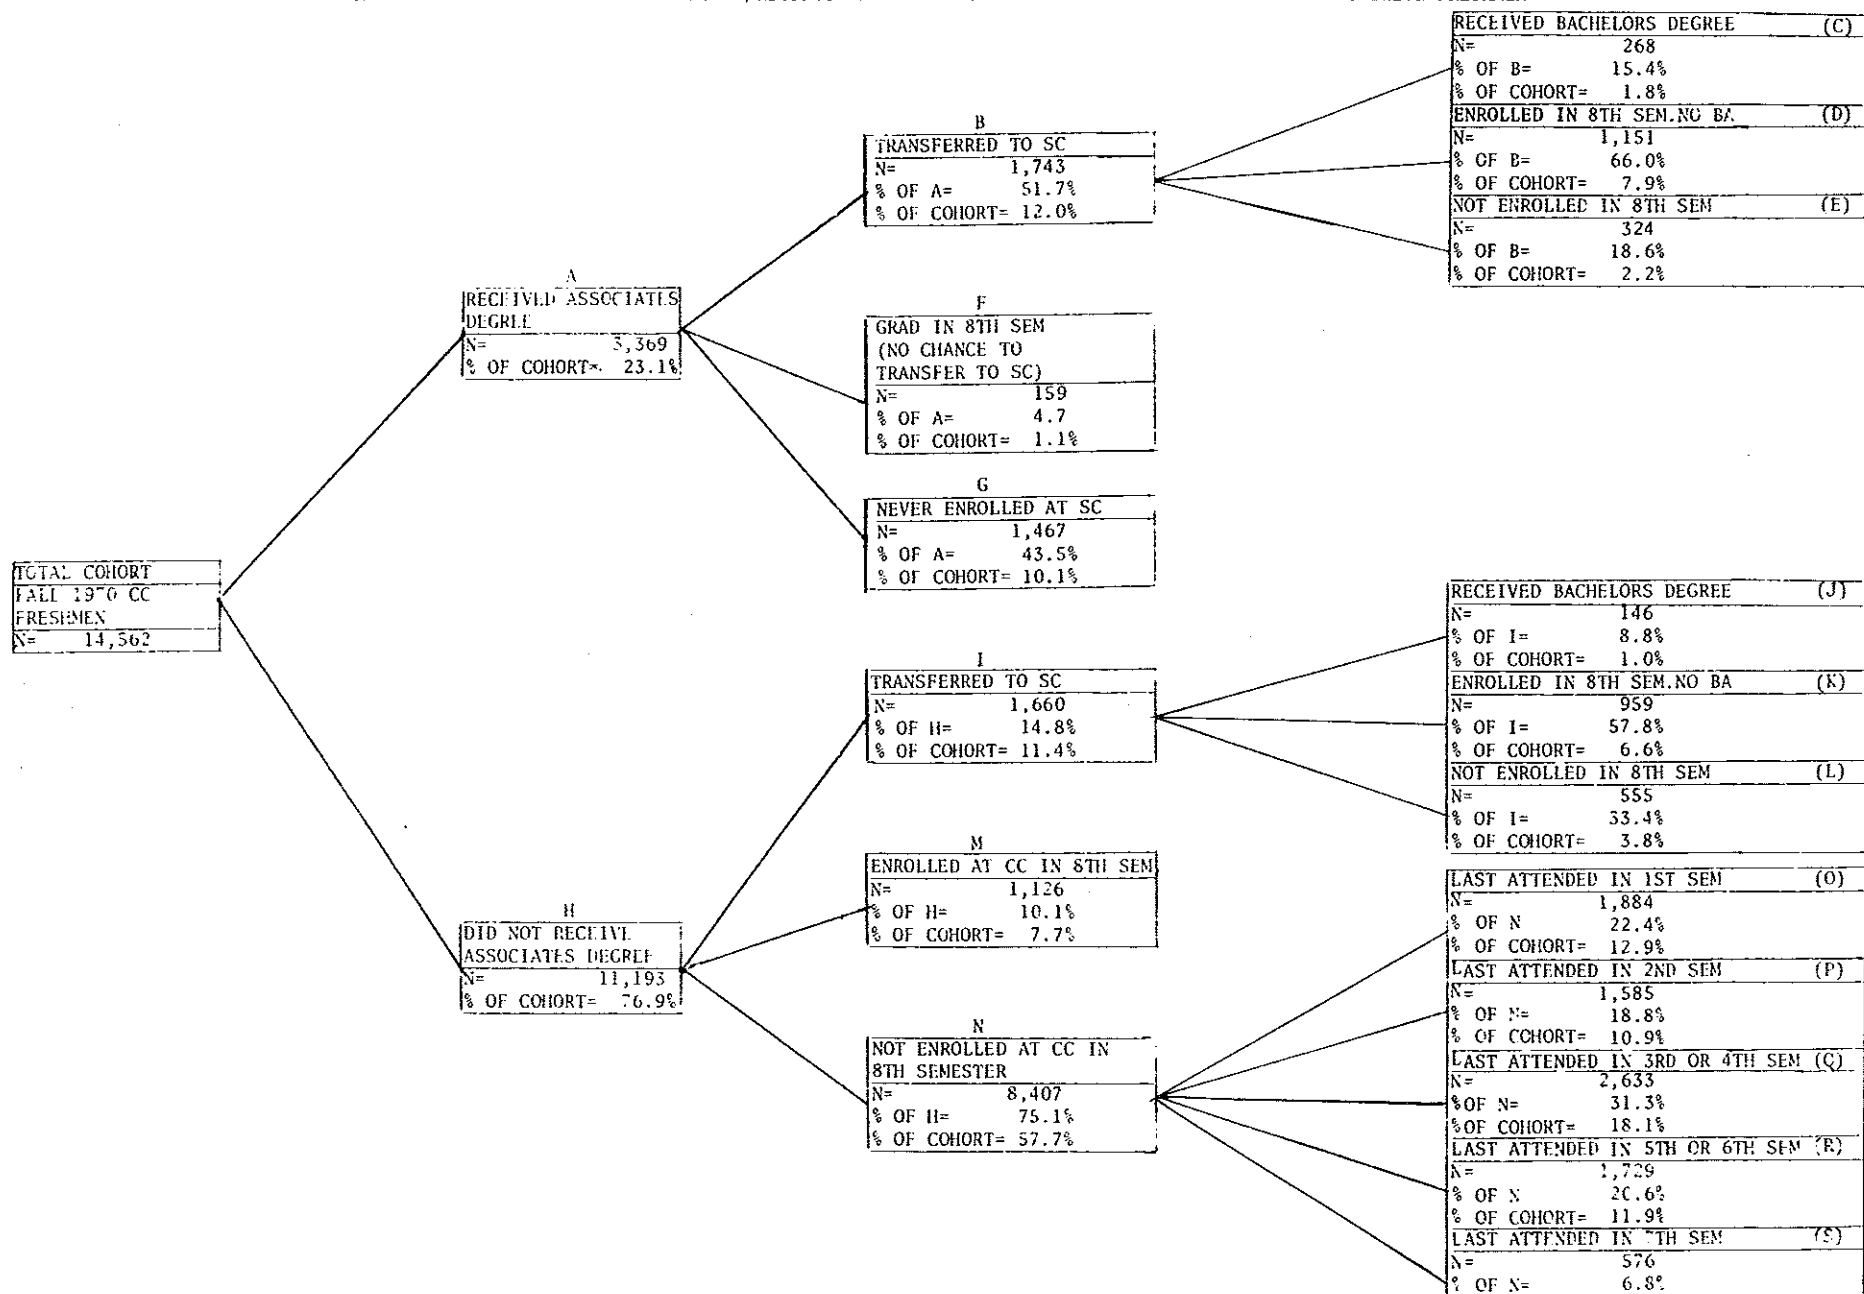 RECEIVED BACHELORS DEGREE (C)
N= 268
% OF B= 15.4%
% OF COHORT= 1.8%
ENROLLED IN 8TH SEM.NO BA (D)
N= 1,151
% OF B= 66.0%
% OF COHORT= 7.9%
NOT ENROLLED IN 8TH SEM (E)
N= 324
% OF B= 18.6%
% OF COHORT= 2.2%
B
TRANSFERRED TO SC
N= 1,743
% OF A= 51.7%
% OF COHORT= 12.0%
A
RECEIVED ASSOCIATES
DEGREE
N= 3,369
% OF COHORT= 23.1%
F
GRAD IN 8TH SEM
(NO CHANCE TO
TRANSFER TO SC)
N= 159
% OF A= 4.7
% OF COHORT= 1.1%
G
NEVER ENROLLED AT SC
N= 1,467
% OF A= 43.5%
% OF COHORT= 10.1%
TOTAL COHORT
FALL 1970 CC
FRESHMEN
N= 14,562
RECEIVED BACHELORS DEGREE (J)
N= 146
% OF I= 8.8%
% OF COHORT= 1.0%
ENROLLED IN 8TH SEM.NO BA (K)
N= 959
% OF I= 57.8%
% OF COHORT= 6.6%
NOT ENROLLED IN 8TH SEM (L)
N= 555
% OF I= 33.4%
% OF COHORT= 3.8%
I
TRANSFERRED TO SC
N= 1,660
% OF H= 14.8%
% OF COHORT= 11.4%
M
ENROLLED AT CC IN 8TH SEM
N= 1,126
% OF H= 10.1%
% OF COHORT= 7.7%
H
DID NOT RECEIVE
ASSOCIATES DEGREE
N= 11,193
% OF COHORT= 76.9%
N
NOT ENROLLED AT CC IN
8TH SEMESTER
N= 8,407
% OF H= 75.1%
% OF COHORT= 57.7%
LAST ATTENDED IN 1ST SEM (O)
N= 1,884
% OF N 22.4%
% OF COHORT= 12.9%
LAST ATTENDED IN 2ND SEM (P)
N= 1,585
% OF N= 18.8%
% OF COHORT= 10.9%
LAST ATTENDED IN 3RD OR 4TH SEM (Q)
N= 2,633
%OF N= 31.3%
%OF COHORT= 18.1%
LAST ATTENDED IN 5TH OR 6TH SEM (R)
N= 1,729
% OF N 20.6%
% OF COHORT= 11.9%
LAST ATTENDED IN 7TH SEM (S)
N= 576
% OF N= 6.8%